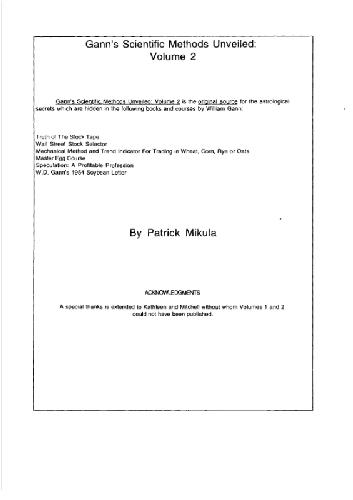 Gann's Scientific Methods Unveiled:
Volume 2
Gann's Scientific Methods Unveiled: Volume 2 is the original source for the astrological
secrets which are hidden in the following books and courses by William Gann:
Truth of The Stock Tape
Wall Street Stock Selector
Mechanical Method and Trend Indicator For Trading in Wheat, Corn, Rye or Oats
Master Egg Course
Speculation: A Profitable Profession
W.D. Gann's 1954 Soybean Letter
By Patrick Mikula
ACKNOWLEDGMENTS
A special thanks is extended to Kathleen and Mitchell without whom Volumes 1 and 2
could not have been published.